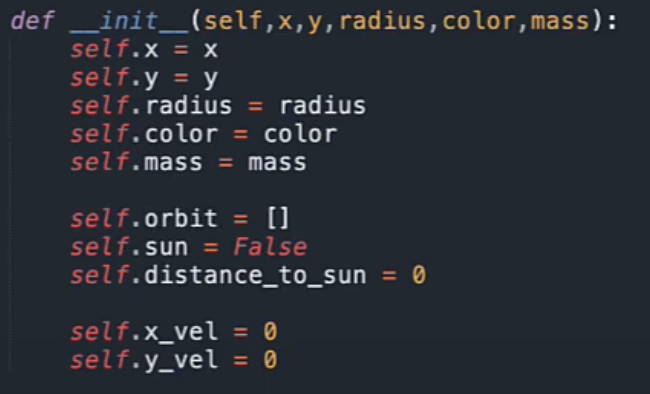 def __init__(self,x,y,radius,color,mass):
    self.x = x
    self.y = y
    self.radius = radius
    self.color = color
    self.mass = mass

    self.orbit = []
    self.sun = False
    self.distance_to_sun = 0

    self.x_vel = 0
    self.y_vel = 0